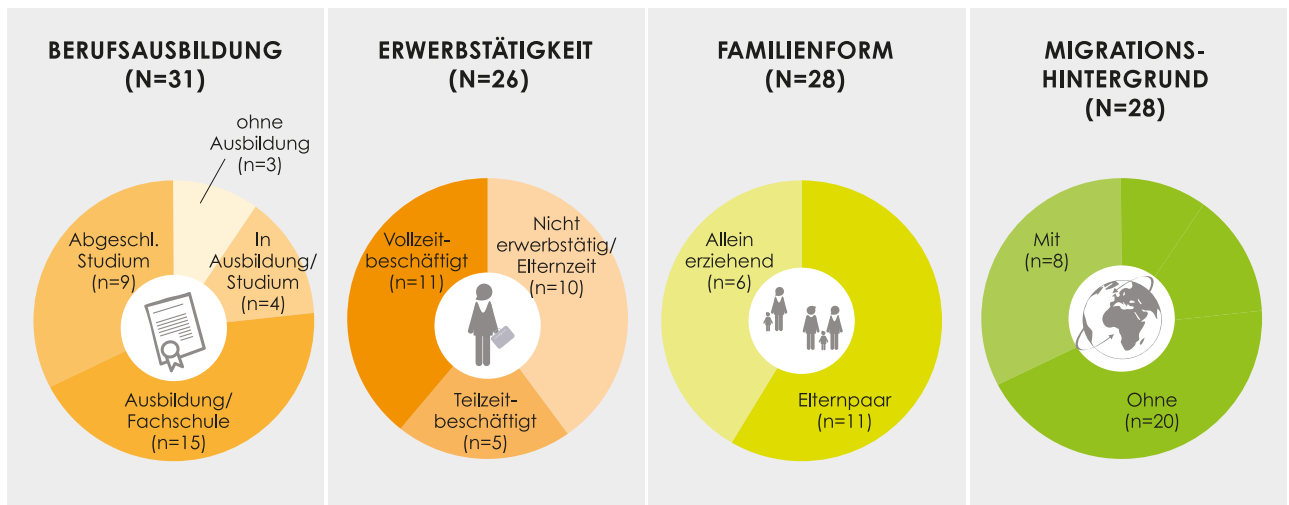 BERUFSAUSBILDUNG
(N=31)
ohne
Ausbildung
(n=3)
Abgeschl.
Studium
(n=9)
In
Ausbildung/
Studium
(n=4)
Ausbildung/
Fachschule
(n=15)
ERWERBSTÄTIGKEIT
(N=26)
Vollzeit-
beschäftigt
(n=11)
Nicht
erwerbstätig/
Elternzeit
(n=10)
Teilzeit-
beschäftigt
(n=5)
FAMILIENFORM
(N=28)
Allein
erziehend
(n=6)
Elternpaar
(n=11)
MIGRATIONS-
HINTERGRUND
(N=28)
Mit
(n=8)
Ohne
(n=20)